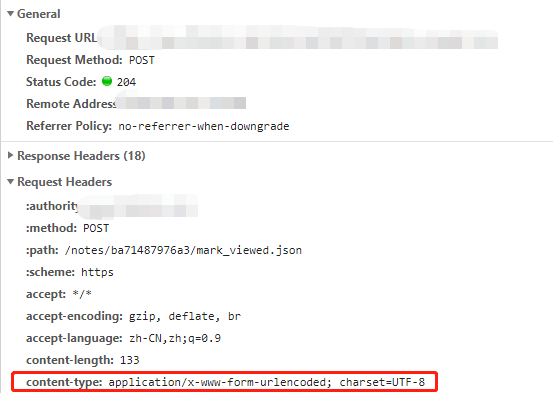 General
Request URL
Request Method: POST
Status Code: 204
Remote Address
Referrer Policy: no-referrer-when-downgrade
Response Headers (18)
Request Headers
:authority
:method: POST
:path: /notes/ba71487976a3/mark_viewed.json
:scheme: https
accept: */*
accept-encoding: gzip, deflate, br
accept-language: zh-CN,zh;q=0.9
content-length: 133
content-type: application/x-www-form-urlencoded; charset=UTF-8